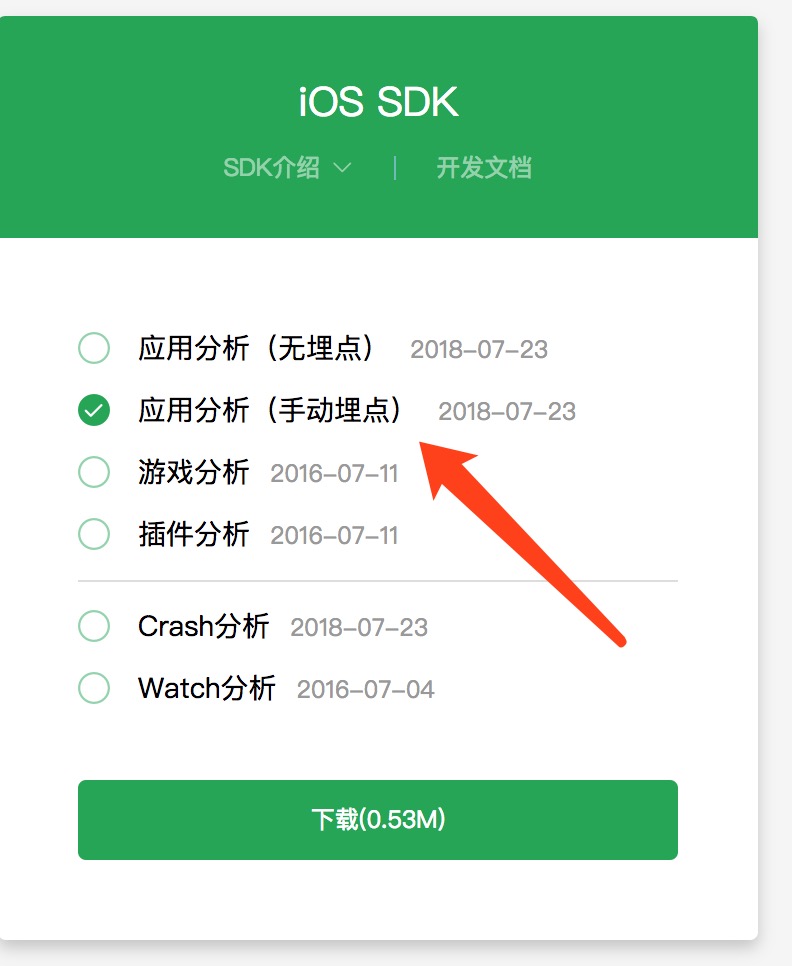 iOS SDK
SDK介绍 | 开发文档
应用分析（无埋点） 2018-07-23
应用分析（手动埋点） 2018-07-23
游戏分析 2016-07-11
插件分析 2016-07-11
Crash分析 2018-07-23
Watch分析 2016-07-04
下载(0.53M)